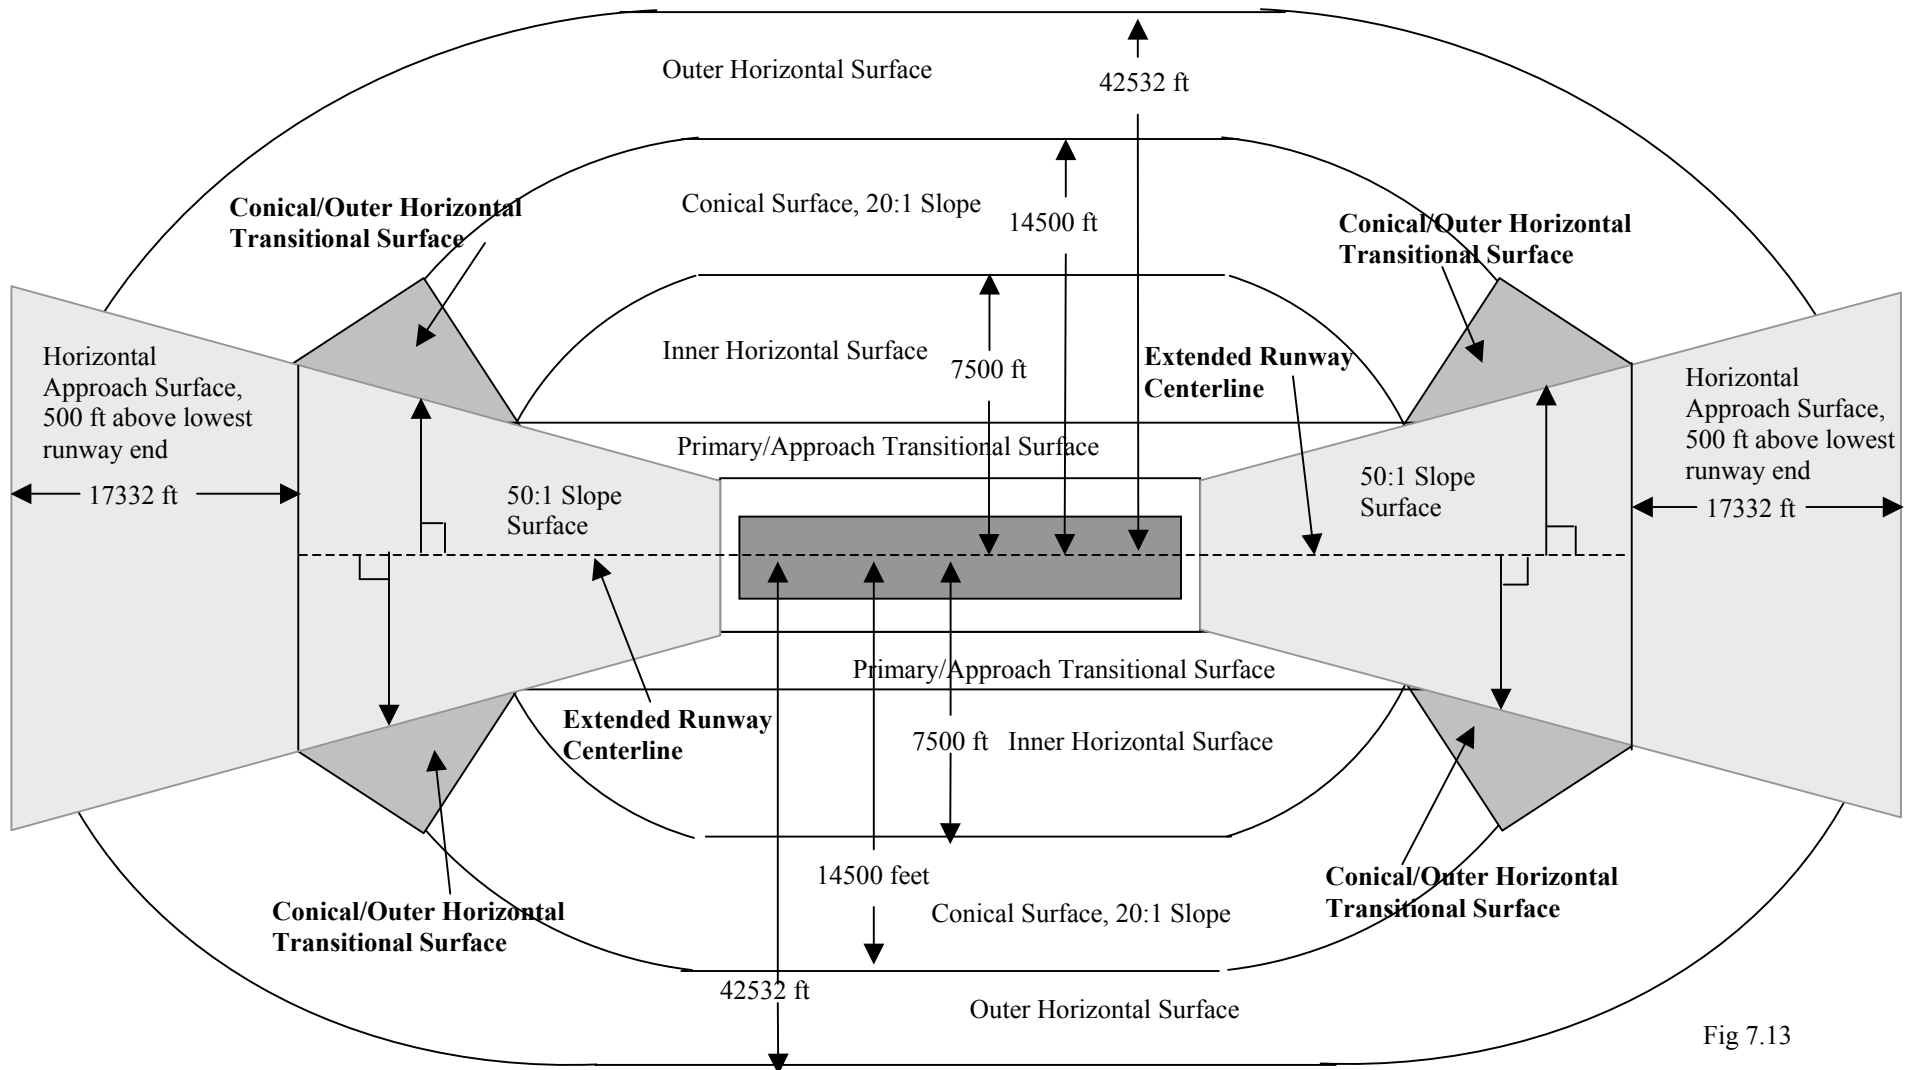 Outer Horizontal Surface
42532 ft
Conical/Outer Horizontal
Transitional Surface
Conical Surface, 20:1 Slope
14500 ft
Conical/Outer Horizontal
Transitional Surface
Horizontal
Approach Surface,
500 ft above lowest
runway end
17332 ft
Inner Horizontal Surface
7500 ft
Extended Runway
Centerline
Horizontal
Approach Surface,
500 ft above lowest
runway end
17332 ft
Primary/Approach Transitional Surface
50:1 Slope
Surface
50:1 Slope
Surface
Primary/Approach Transitional Surface
Extended Runway
Centerline
7500 ft
Inner Horizontal Surface
14500 feet
Conical/Outer Horizontal
Transitional Surface
Conical/Outer Horizontal
Transitional Surface
Conical Surface, 20:1 Slope
42532 ft
Outer Horizontal Surface
Fig 7.13